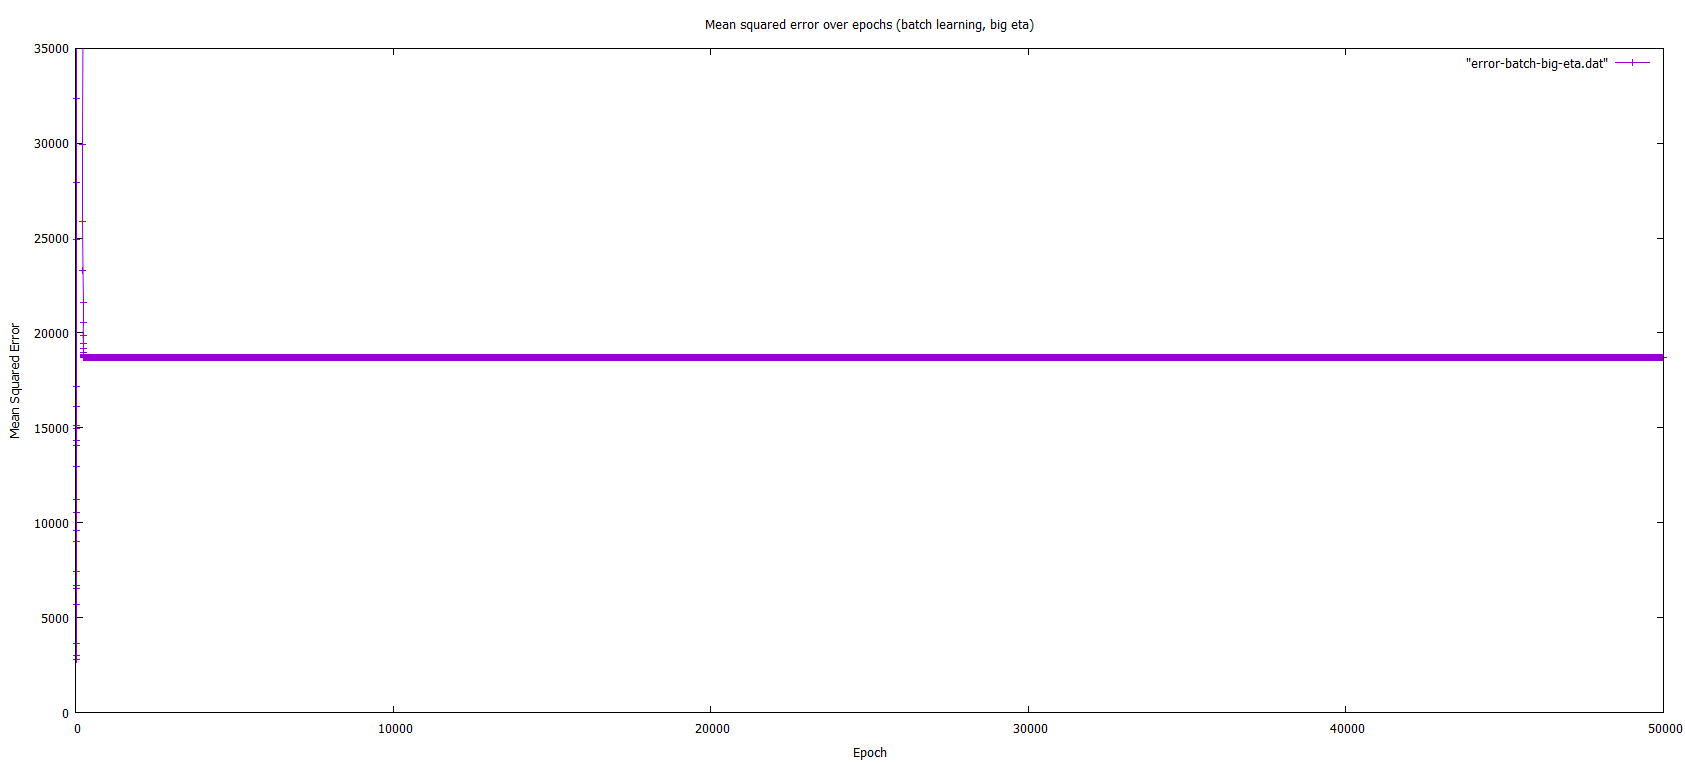 Mean squared error over epochs (batch learning, big eta)
"error-batch-big-eta.dat"
35000
30000
25000
20000
15000
10000
5000
0
Mean Squared Error
0 10000 20000 30000 40000 50000
Epoch